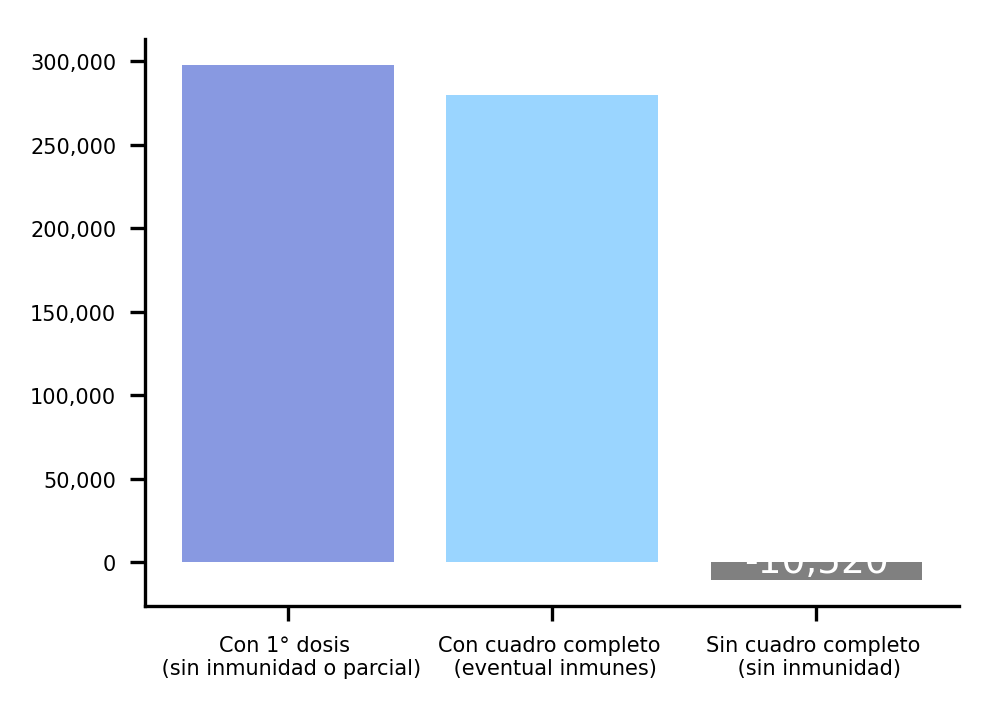 300,000
250,000
200,000
150,000
100,000
50,000
0
-10,520
Con 1° dosis
(sin inmunidad o parcial)
Con cuadro completo
(eventual inmunes)
Sin cuadro completo
(sin inmunidad)